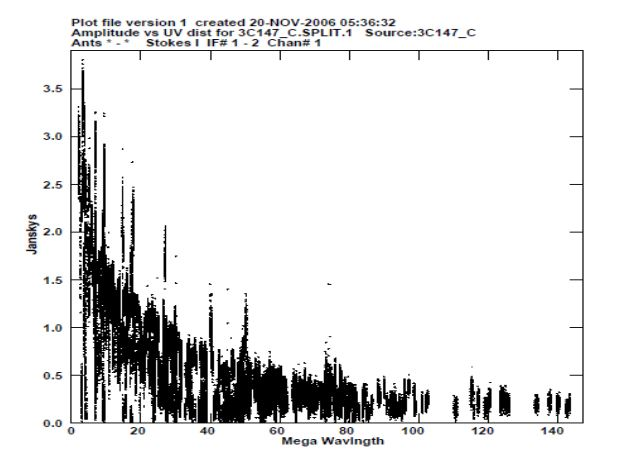 Plot file version 1 created 20-NOV-2006 05:36:32
Amplitude vs UV dist for 3C147_C.SPLIT.1 Source:3C147_C
Ants * - * Stokes I IF# 1 - 2 Chan# 1
3.5
3.0
2.5
2.0
1.5
1.0
0.5
0.0
Janskys
0 20 40 60 80 100 120 140
Mega Wavlngth